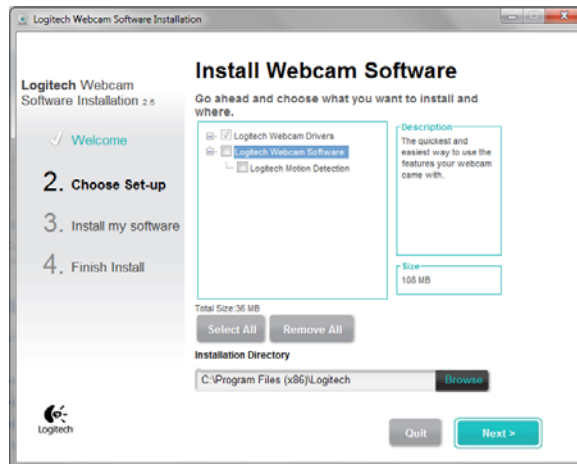 Logitech Webcam Software Installation
Logitech Webcam
Software Installation 2.5
Welcome
2. Choose Set-up
3. Install my software
4. Finish Install
Logitech
Install Webcam Software
Go ahead and choose what you want to install and
where.
Logitech Webcam Drivers
Logitech Webcam Software
Logitech Motion Detection
Description
The quickest and
easiest way to use the
features your webcam
came with.
Size
108 MB
Total Size:36 MB
Select All
Remove All
Installation Directory
C:\Program Files (x86)\Logitech
Browse
Quit
Next >